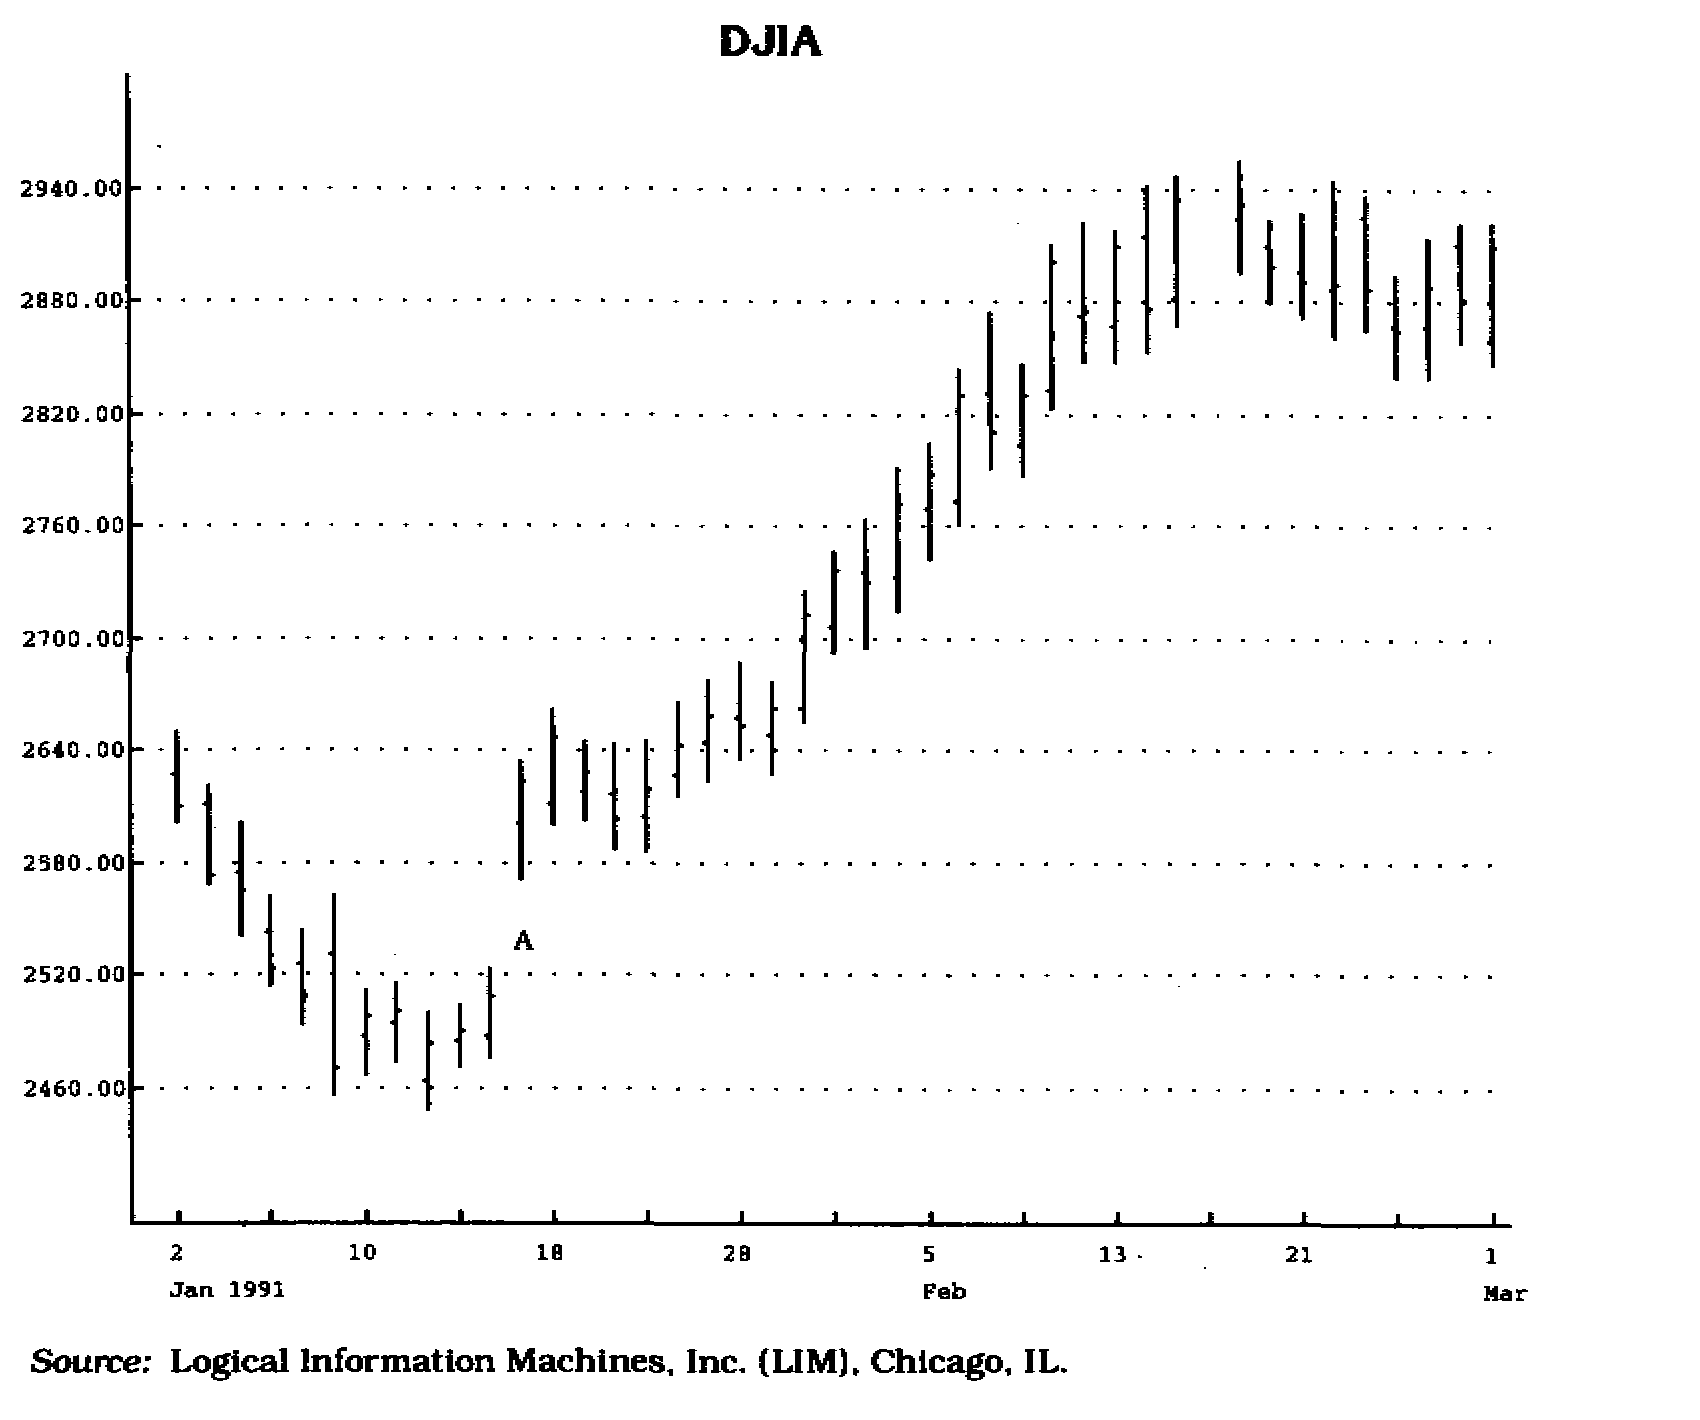 DJIA
2940.00
2880.00
2820.00
2760.00
2700.00
2640.00
2580.00
A
2520.00
2460.00
2 10 18 28 5 13 21 1
Jan 1991 Feb Mar
Source: Logical Information Machines, Inc. (LIM), Chicago, IL.